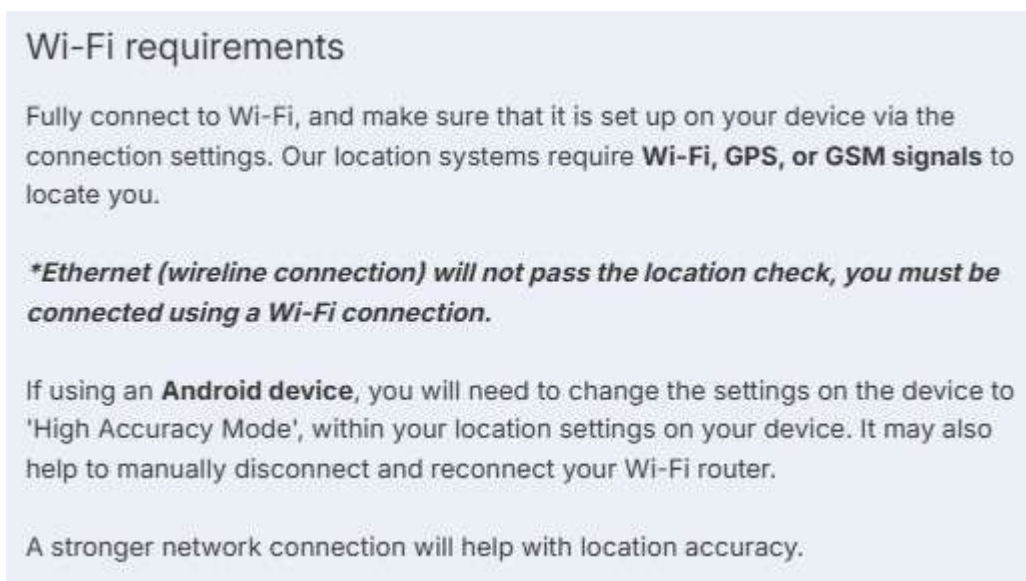 Wi-Fi requirements
Fully connect to Wi-Fi, and make sure that it is set up on your device via the
connection settings. Our location systems require Wi-Fi, GPS, or GSM signals to
locate you.
*Ethernet (wireline connection) will not pass the location check, you must be
connected using a Wi-Fi connection.
If using an Android device, you will need to change the settings on the device to
'High Accuracy Mode', within your location settings on your device. It may also
help to manually disconnect and reconnect your Wi-Fi router.
A stronger network connection will help with location accuracy.